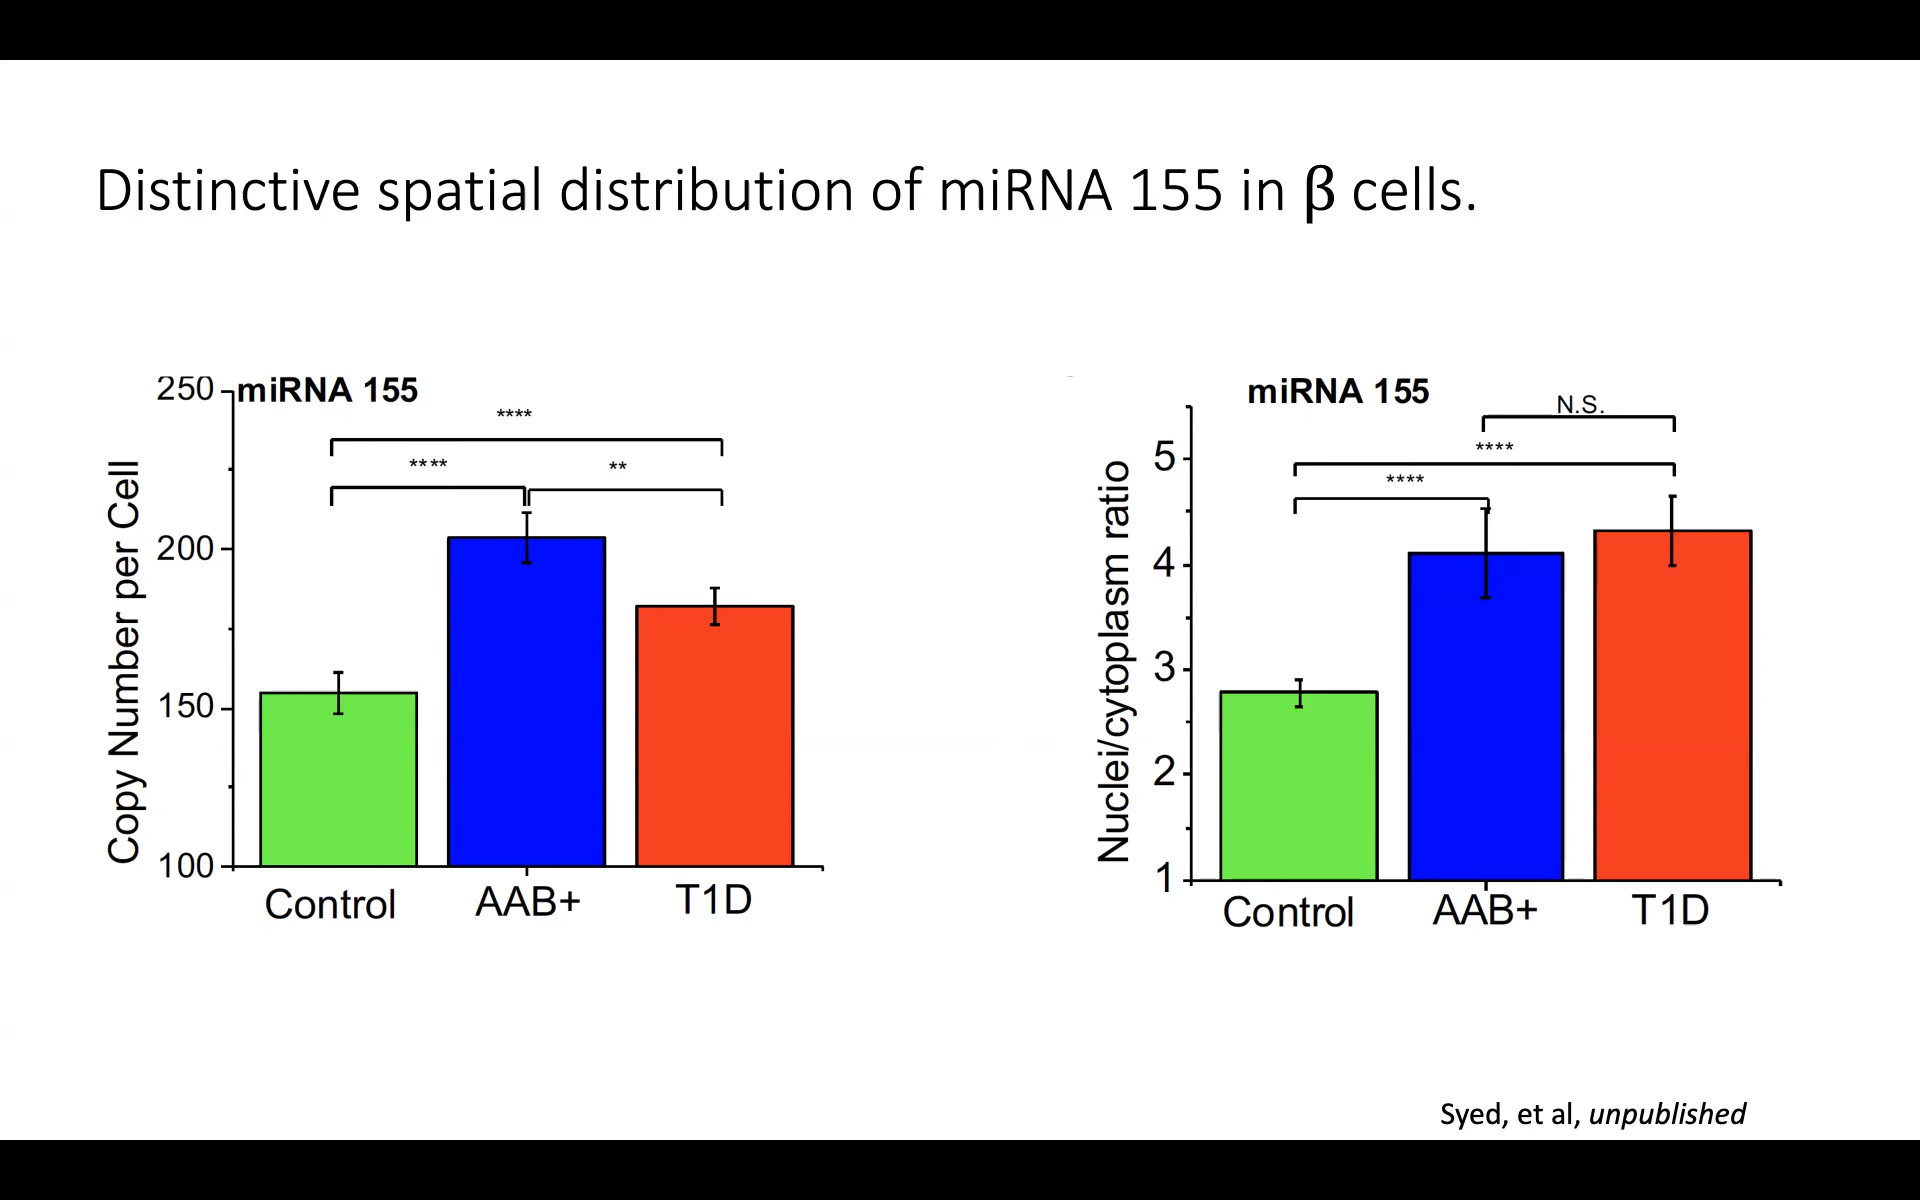 Distinctive spatial distribution of miRNA 155 in β cells.
miRNA 155
Copy Number per Cell
250
200
150
100
****
****
**
Control
AAB+
T1D
miRNA 155
Nuclei/cytoplasm ratio
5
4
3
2
1
N.S.
****
****
Control
AAB+
T1D
Syed, et al, unpublished